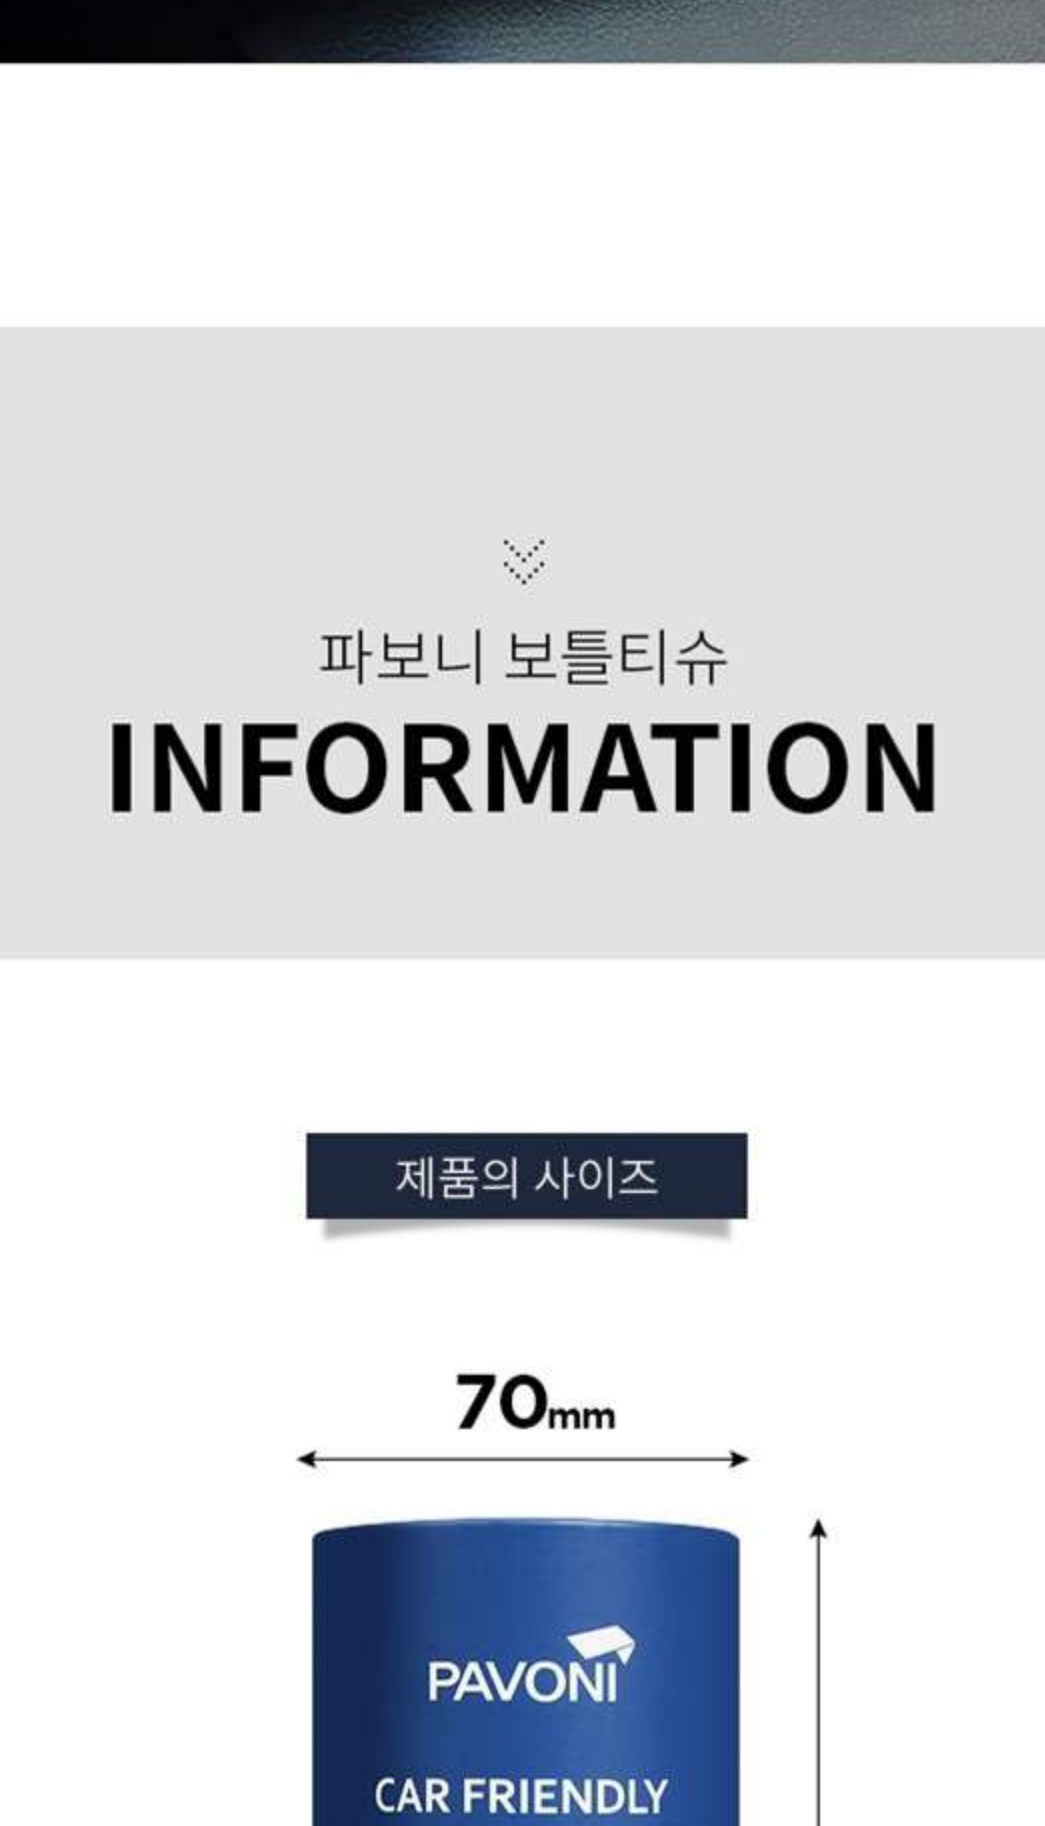 파보니 보틀티슈
INFORMATION
제품의 사이즈
70mm
PAVONI
CAR FRIENDLY